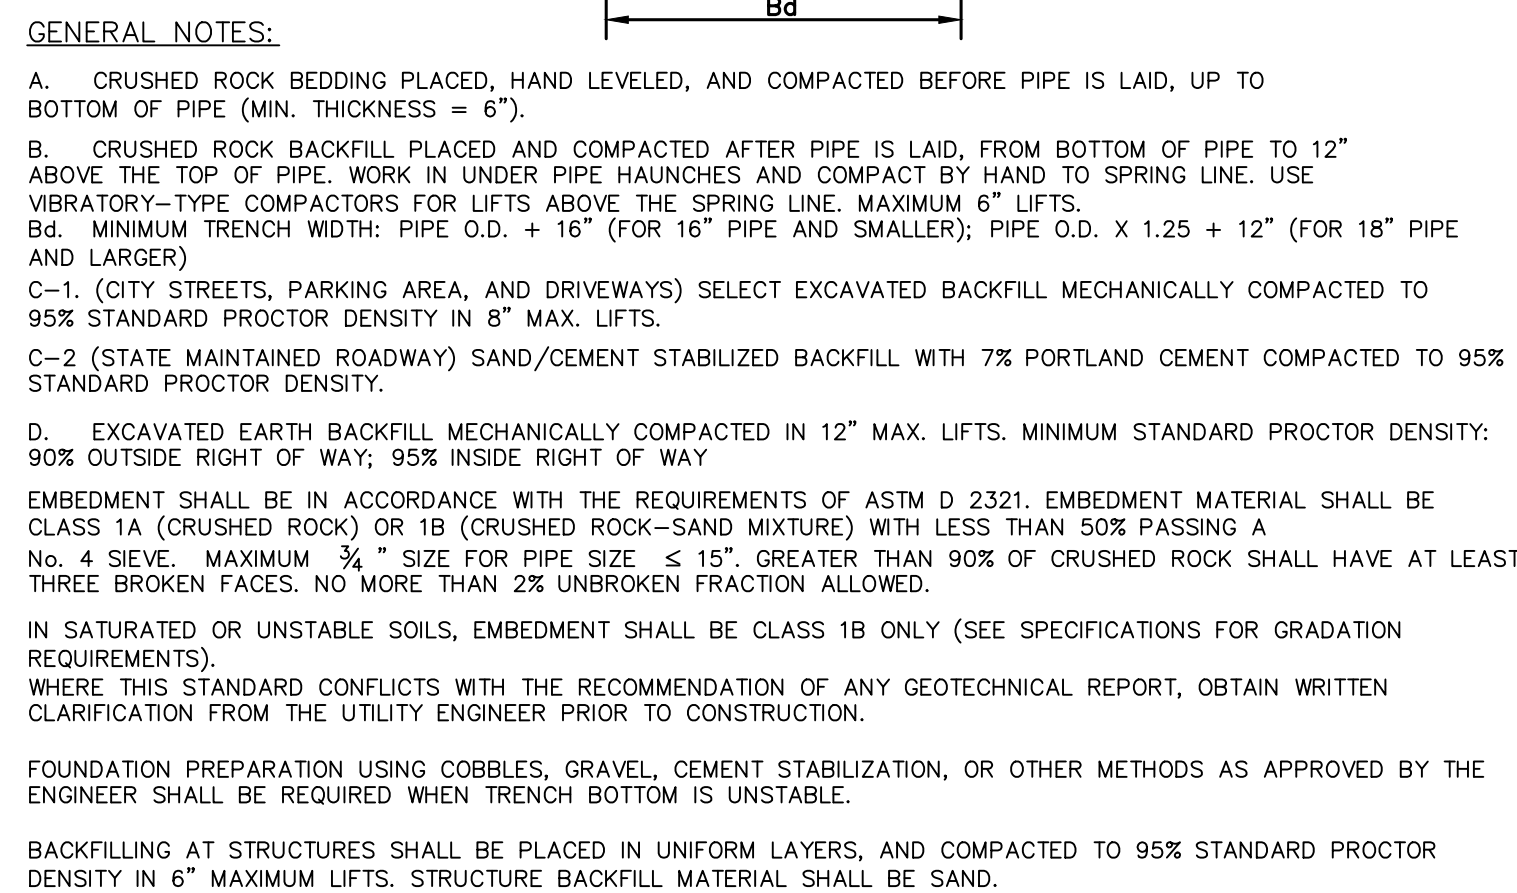 Bd
GENERAL NOTES:
A. CRUSHED ROCK BEDDING PLACED, HAND LEVELED, AND COMPACTED BEFORE PIPE IS LAID, UP TO
BOTTOM OF PIPE (MIN. THICKNESS = 6").
B. CRUSHED ROCK BACKFILL PLACED AND COMPACTED AFTER PIPE IS LAID, FROM BOTTOM OF PIPE TO 12"
ABOVE THE TOP OF PIPE. WORK IN UNDER PIPE HAUNCHES AND COMPACT BY HAND TO SPRING LINE. USE
VIBRATORY-TYPE COMPACTORS FOR LIFTS ABOVE THE SPRING LINE. MAXIMUM 6" LIFTS.
Bd. MINIMUM TRENCH WIDTH: PIPE O.D. + 16" (FOR 16" PIPE AND SMALLER); PIPE O.D. X 1.25 + 12" (FOR 18" PIPE
AND LARGER)
C-1. (CITY STREETS, PARKING AREA, AND DRIVEWAYS) SELECT EXCAVATED BACKFILL MECHANICALLY COMPACTED TO
95% STANDARD PROCTOR DENSITY IN 8" MAX. LIFTS.
C-2 (STATE MAINTAINED ROADWAY) SAND/CEMENT STABILIZED BACKFILL WITH 7% PORTLAND CEMENT COMPACTED TO 95%
STANDARD PROCTOR DENSITY.
D. EXCAVATED EARTH BACKFILL MECHANICALLY COMPACTED IN 12" MAX. LIFTS. MINIMUM STANDARD PROCTOR DENSITY:
90% OUTSIDE RIGHT OF WAY; 95% INSIDE RIGHT OF WAY
EMBEDMENT SHALL BE IN ACCORDANCE WITH THE REQUIREMENTS OF ASTM D 2321. EMBEDMENT MATERIAL SHALL BE
CLASS 1A (CRUSHED ROCK) OR 1B (CRUSHED ROCK-SAND MIXTURE) WITH LESS THAN 50% PASSING A
No. 4 SIEVE. MAXIMUM ¾ " SIZE FOR PIPE SIZE ≤ 15". GREATER THAN 90% OF CRUSHED ROCK SHALL HAVE AT LEAST
THREE BROKEN FACES. NO MORE THAN 2% UNBROKEN FRACTION ALLOWED.
IN SATURATED OR UNSTABLE SOILS, EMBEDMENT SHALL BE CLASS 1B ONLY (SEE SPECIFICATIONS FOR GRADATION
REQUIREMENTS).
WHERE THIS STANDARD CONFLICTS WITH THE RECOMMENDATION OF ANY GEOTECHNICAL REPORT, OBTAIN WRITTEN
CLARIFICATION FROM THE UTILITY ENGINEER PRIOR TO CONSTRUCTION.
FOUNDATION PREPARATION USING COBBLES, GRAVEL, CEMENT STABILIZATION, OR OTHER METHODS AS APPROVED BY THE
ENGINEER SHALL BE REQUIRED WHEN TRENCH BOTTOM IS UNSTABLE.
BACKFILLING AT STRUCTURES SHALL BE PLACED IN UNIFORM LAYERS, AND COMPACTED TO 95% STANDARD PROCTOR
DENSITY IN 6" MAXIMUM LIFTS. STRUCTURE BACKFILL MATERIAL SHALL BE SAND.